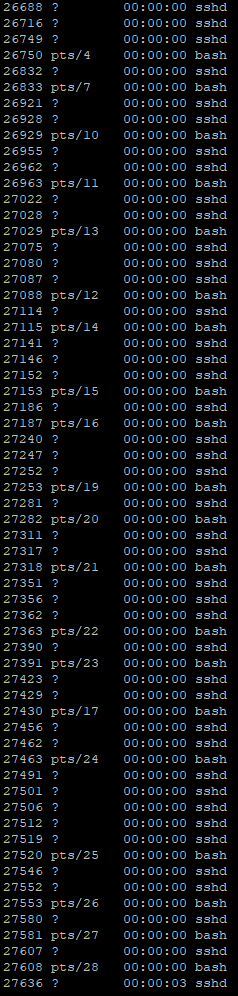 26688 ?        00:00:00 sshd
26716 ?        00:00:00 sshd
26749 ?        00:00:00 sshd
26750 pts/4    00:00:00 bash
26832 ?        00:00:00 sshd
26833 pts/7    00:00:00 bash
26921 ?        00:00:00 sshd
26928 ?        00:00:00 sshd
26929 pts/10   00:00:00 bash
26955 ?        00:00:00 sshd
26962 ?        00:00:00 sshd
26963 pts/11   00:00:00 bash
27022 ?        00:00:00 sshd
27028 ?        00:00:00 sshd
27029 pts/13   00:00:00 bash
27075 ?        00:00:00 sshd
27080 ?        00:00:00 sshd
27087 ?        00:00:00 sshd
27088 pts/12   00:00:00 bash
27114 ?        00:00:00 sshd
27115 pts/14   00:00:00 bash
27141 ?        00:00:00 sshd
27146 ?        00:00:00 sshd
27152 ?        00:00:00 sshd
27153 pts/15   00:00:00 bash
27186 ?        00:00:00 sshd
27187 pts/16   00:00:00 bash
27240 ?        00:00:00 sshd
27247 ?        00:00:00 sshd
27252 ?        00:00:00 sshd
27253 pts/19   00:00:00 bash
27281 ?        00:00:00 sshd
27282 pts/20   00:00:00 bash
27311 ?        00:00:00 sshd
27317 ?        00:00:00 sshd
27318 pts/21   00:00:00 bash
27351 ?        00:00:00 sshd
27356 ?        00:00:00 sshd
27362 ?        00:00:00 sshd
27363 pts/22   00:00:00 bash
27390 ?        00:00:00 sshd
27391 pts/23   00:00:00 bash
27423 ?        00:00:00 sshd
27429 ?        00:00:00 sshd
27430 pts/17   00:00:00 bash
27456 ?        00:00:00 sshd
27462 ?        00:00:00 sshd
27463 pts/24   00:00:00 bash
27491 ?        00:00:00 sshd
27501 ?        00:00:00 sshd
27506 ?        00:00:00 sshd
27512 ?        00:00:00 sshd
27519 ?        00:00:00 sshd
27520 pts/25   00:00:00 bash
27546 ?        00:00:00 sshd
27552 ?        00:00:00 sshd
27553 pts/26   00:00:00 bash
27580 ?        00:00:00 sshd
27581 pts/27   00:00:00 bash
27607 ?        00:00:00 sshd
27608 pts/28   00:00:00 bash
27636 ?        00:00:03 sshd